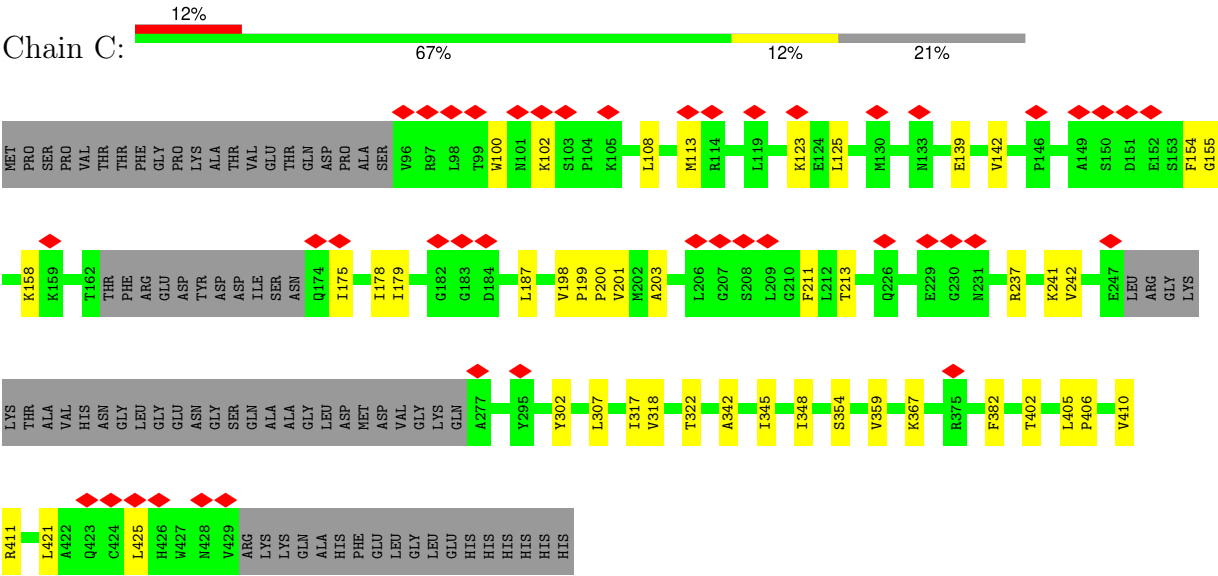 12%
Chain C:
67% 12% 21%
MET PRO SER PRO VAL THR THR PHE GLY PRO LYS ALA THR VAL GLU THR GLN ASP PRO ALA SER V96 R97 L98 T99 W100 N101 K102 S103 P104 K105 L108 M113 R114 L119 K123 E124 L125 M130 N133 E139 V142 P146 A149 S150 D151 E152 S153 F154 G155
K158 K159 T162 THR PHE ARG GLU ASP TYR ASP ASP ILE SER ASN Q174 I175 I178 I179 G182 G183 D184 L187 V198 P199 P200 V201 M202 A203 L206 G207 S208 L209 G210 F211 L212 T213 Q226 E229 G230 N231 R237 K241 V242 E247 LEU ARG GLY LYS
LYS THR ALA VAL HIS ASN GLY LEU GLY GLU ASN GLY SER GLN ALA ALA GLY LEU ASP MET ASP VAL GLY LYS GLN A277 Y295 Y302 L307 I317 V318 T322 A342 I345 I348 S354 V359 K367 R375 F382 T402 L405 P406 V410
R411 L421 A422 Q423 C424 L425 H426 W427 N428 V429 ARG LYS LYS GLN ALA HIS PHE GLU LEU GLY LEU GLU HIS HIS HIS HIS HIS HIS